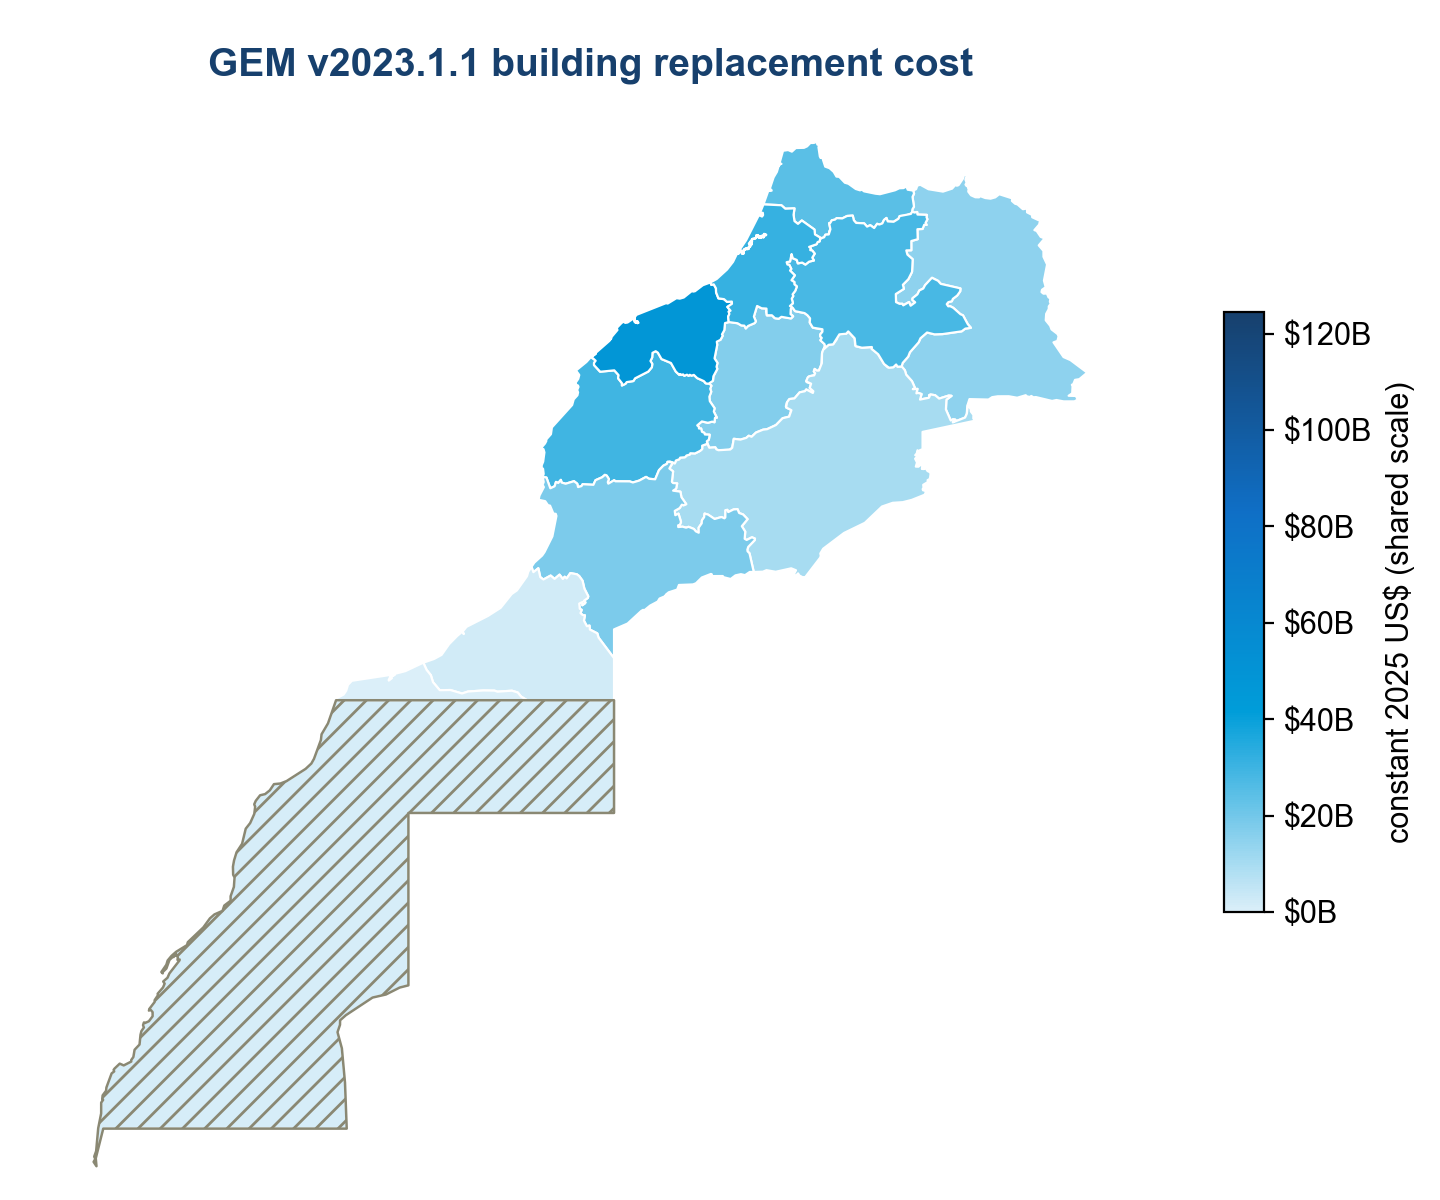 GEM v2023.1.1 building replacement cost
$120B
$100B
$80B
$60B
$40B
$20B
$0B
constant 2025 US$ (shared scale)